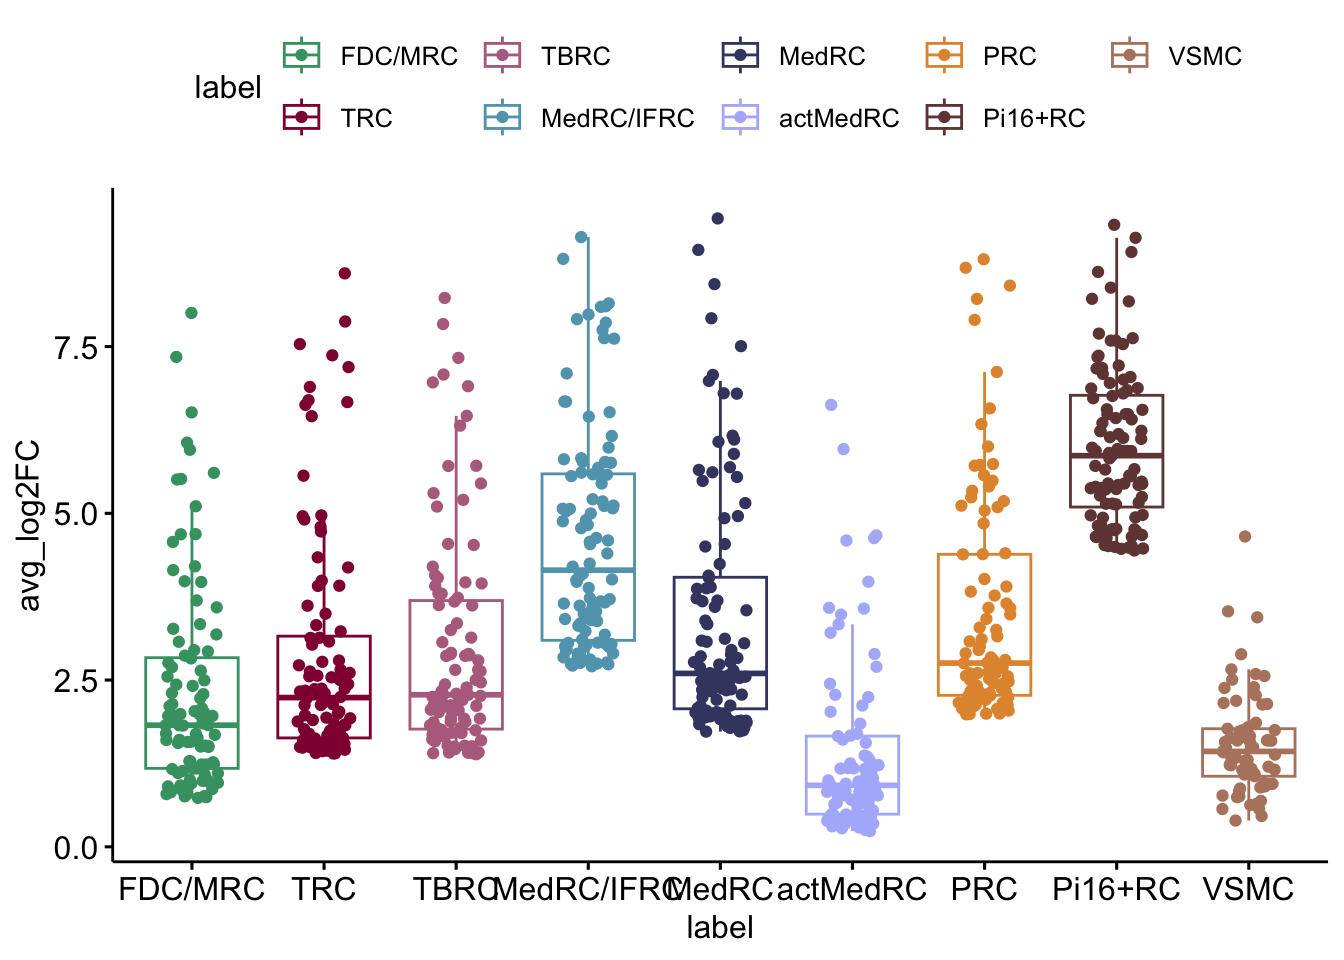 label
FDC/MRC TBRC MedRC PRC VSMC
TRC MedRC/IFRC actMedRC Pi16+RC
avg_log2FC
7.5
5.0
2.5
0.0
FDC/MRC TRC TBRC MedRC/IFRC MedRC actMedRC PRC Pi16+RC VSMC
label